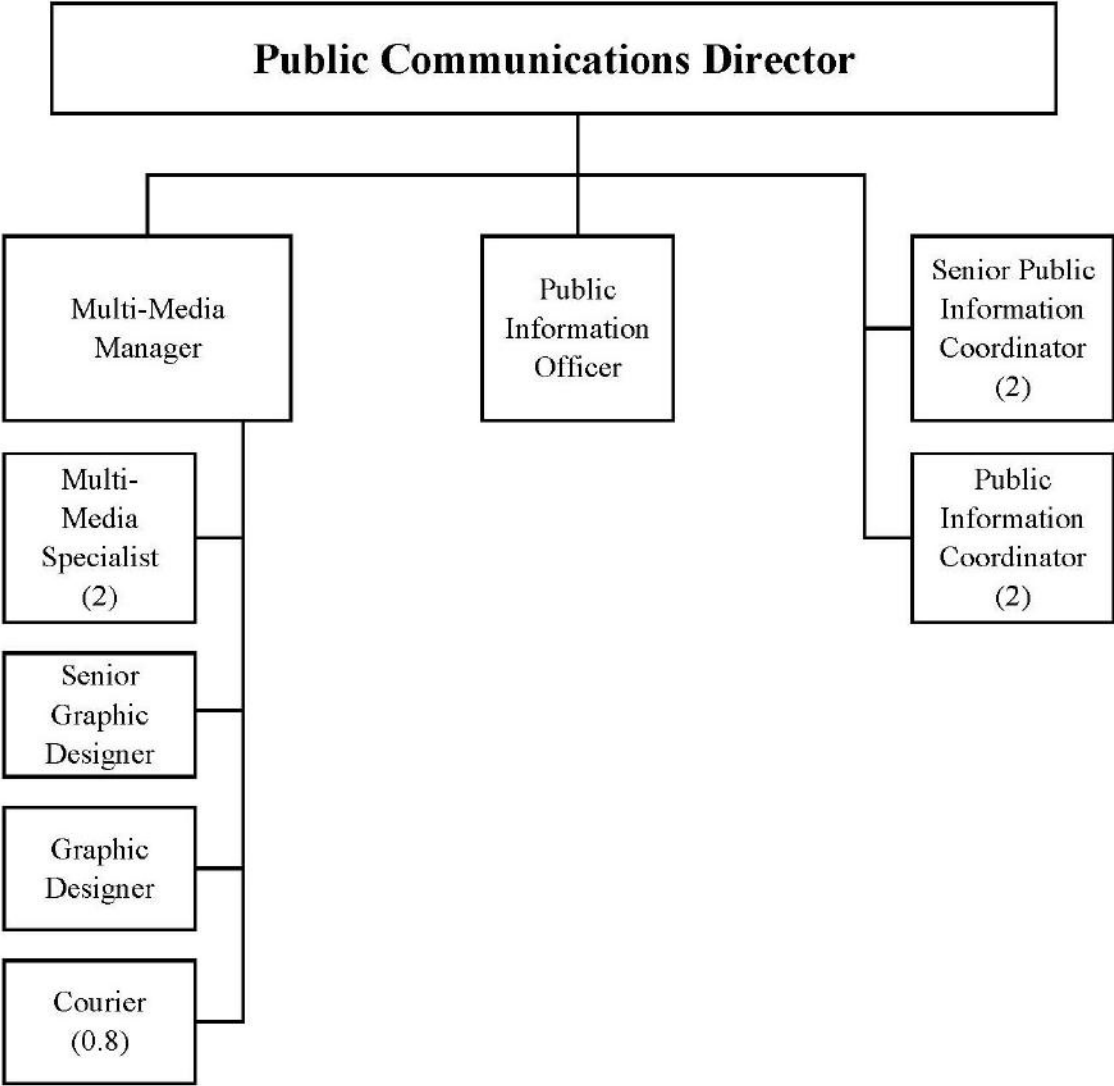 Public Communications Director
Multi-Media
Manager
Public
Information
Officer
Senior Public
Information
Coordinator
(2)
Multi-
Media
Specialist
(2)
Public
Information
Coordinator
(2)
Senior
Graphic
Designer
Graphic
Designer
Courier
(0.8)